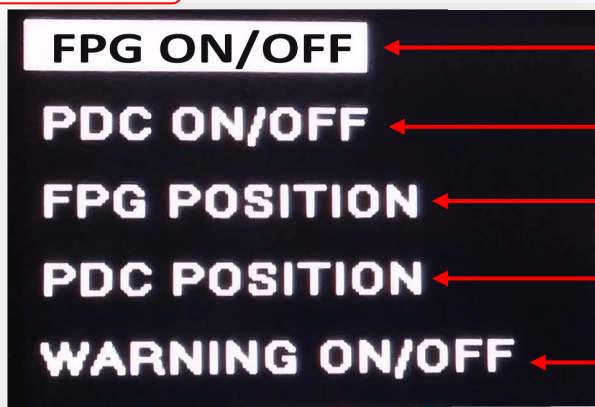 FPG ON/OFF
PDC ON/OFF
FPG POSITION
PDC POSITION
WARNING ON/OFF